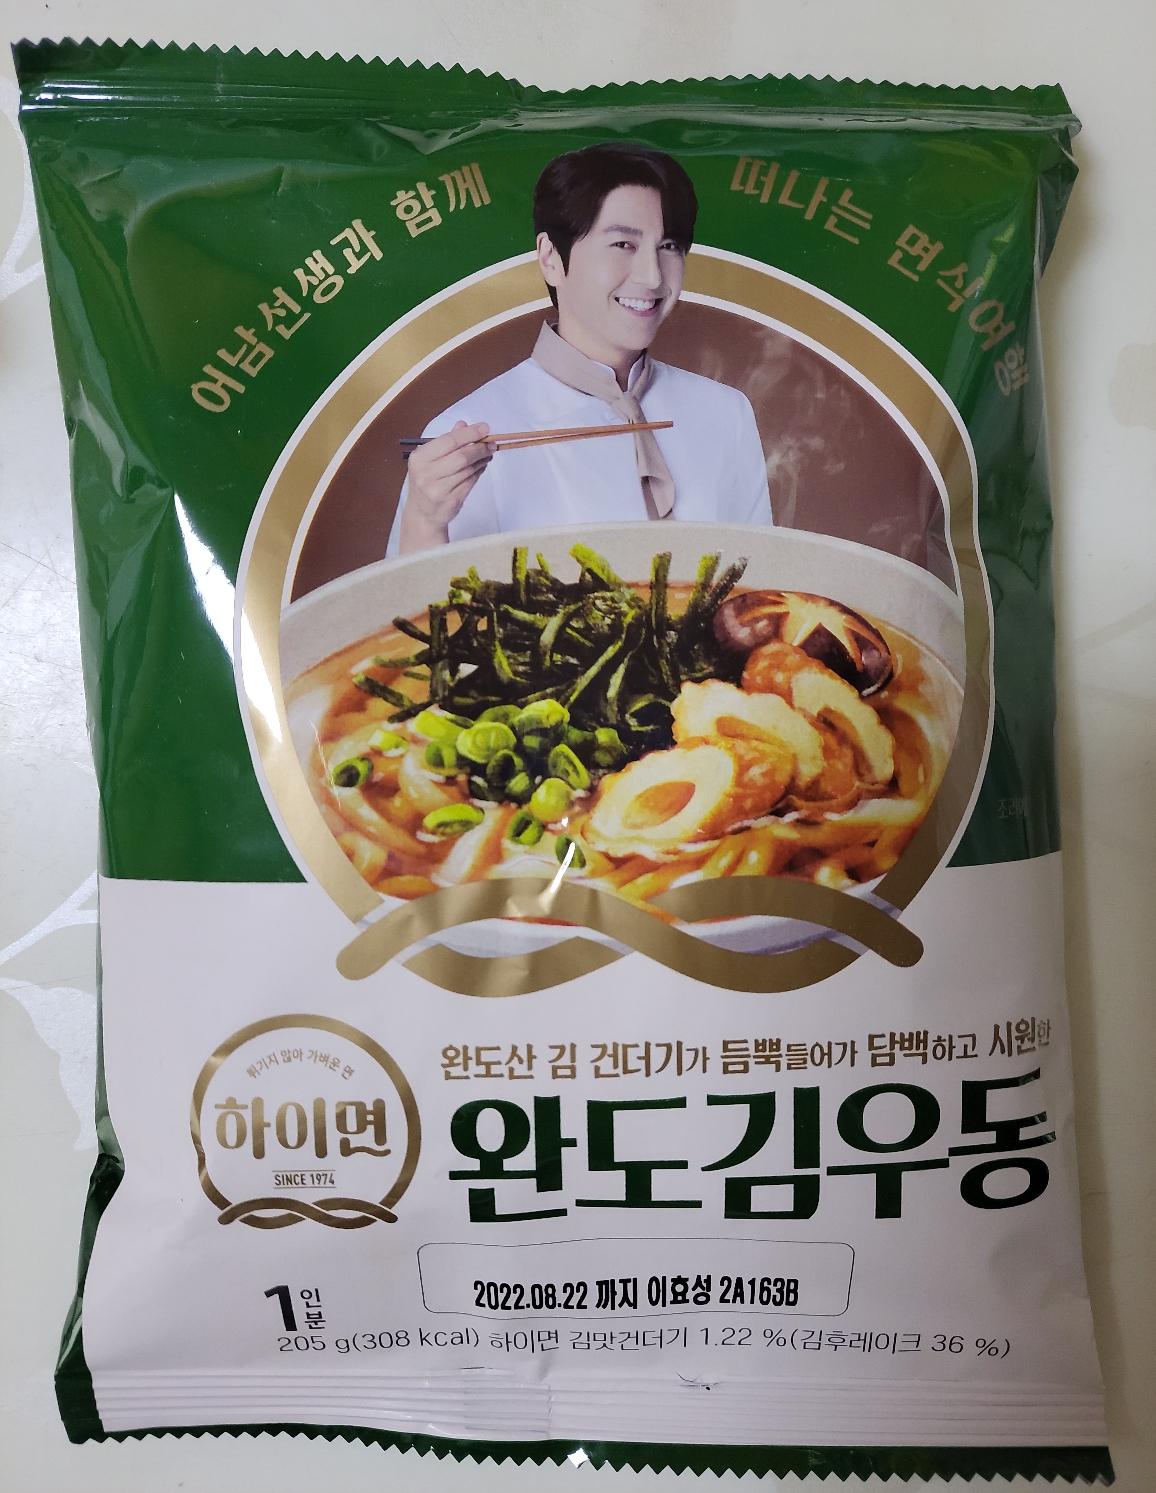 어남선생과 함께 떠나는 면식여행
조리예
튀기지 않아 가벼운 면
하이면
SINCE 1974
완도산 김 건더기가 듬뿍들어가 담백하고 시원한
완도김우동
2022.08.22 까지 이효성 2A163B
1인분
205 g(308 kcal) 하이면 김맛건더기 1.22 %(김후레이크 36 %)